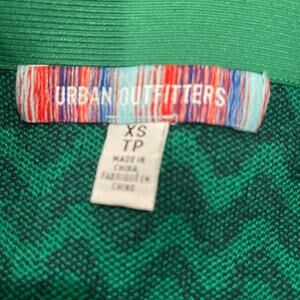 URBAN OUTFITTERS
XS
TP
MADE IN
CHINA
FABRIQUÉ EN
CHINE